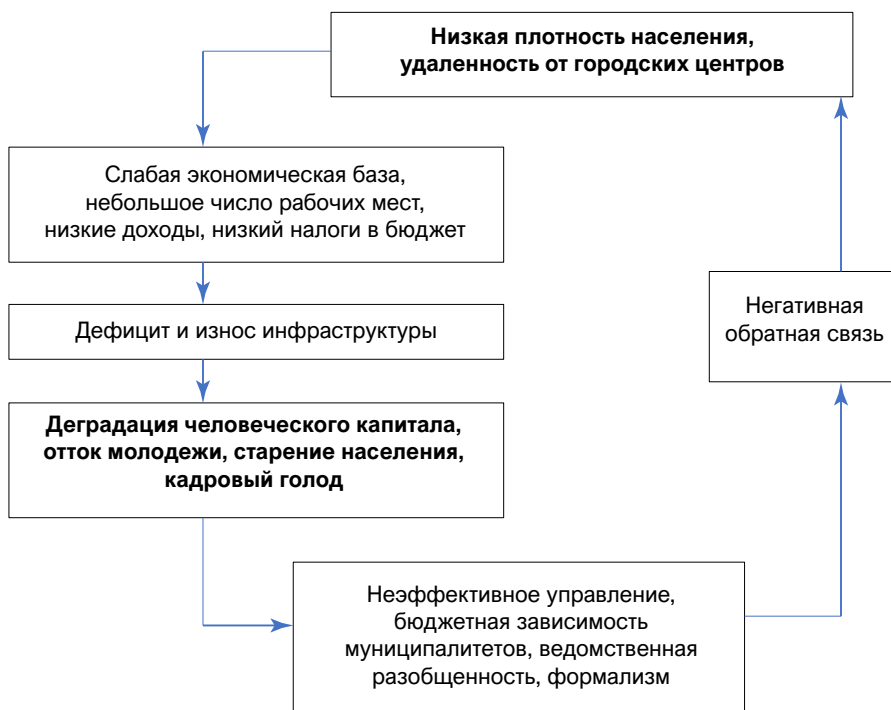 Низкая плотность населения,
удаленность от городских центров
Слабая экономическая база,
небольшое число рабочих мест,
низкие доходы, низкий налоги в бюджет
Дефицит и износ инфраструктуры
Деградация человеческого капитала,
отток молодежи, старение населения,
кадровый голод
Неэффективное управление,
бюджетная зависимость
муниципалитетов, ведомственная
разобщенность, формализм
Негативная
обратная связь